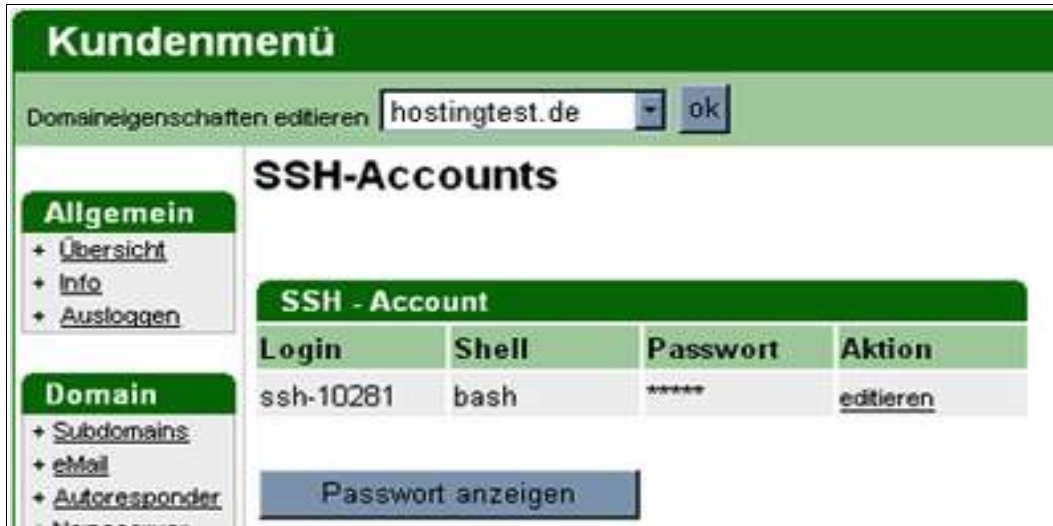 Kundenmenü
Domaineigenschaften editieren hostingtest.de ok
SSH-Accounts
Allgemein
+ Übersicht
+ Info
+ Ausloggen
SSH - Account
Login Shell Passwort Aktion
ssh-10281 bash ***** editieren
Domain
+ Subdomains
+ eMail
+ Autoresponder
Passwort anzeigen